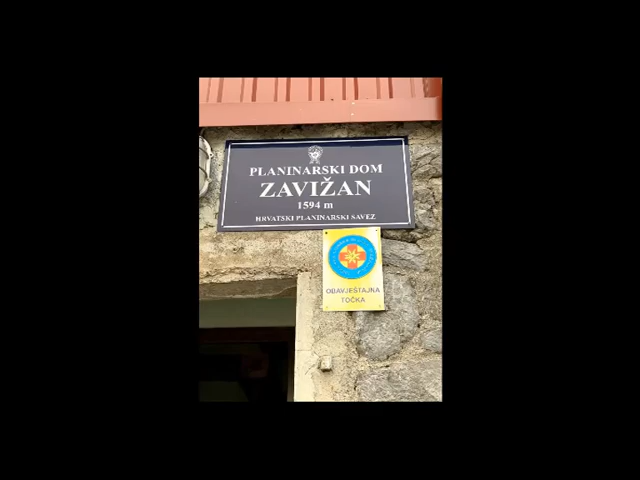 PLANINARSKI DOM
ZAVIŽAN
1594 m
HRVATSKI PLANINARSKI SAVEZ
OBAVJEŠTAJNA
TOČKA